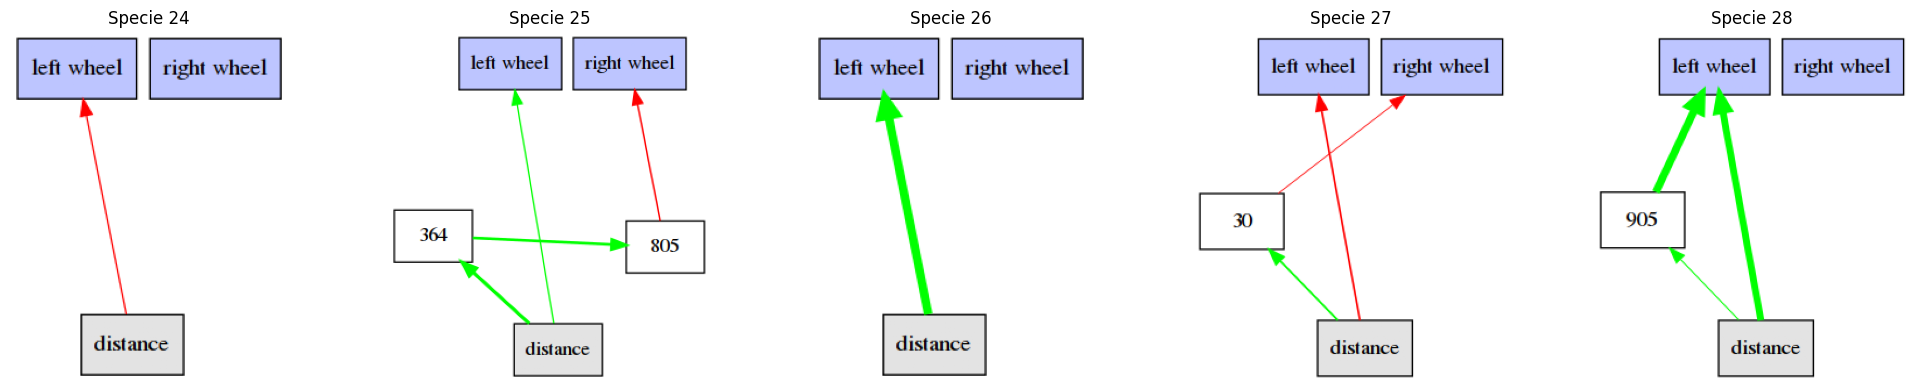 Specie 24
left wheel
right wheel
distance
Specie 25
left wheel
right wheel
364
805
distance
Specie 26
left wheel
right wheel
distance
Specie 27
left wheel
right wheel
30
distance
Specie 28
left wheel
right wheel
905
distance